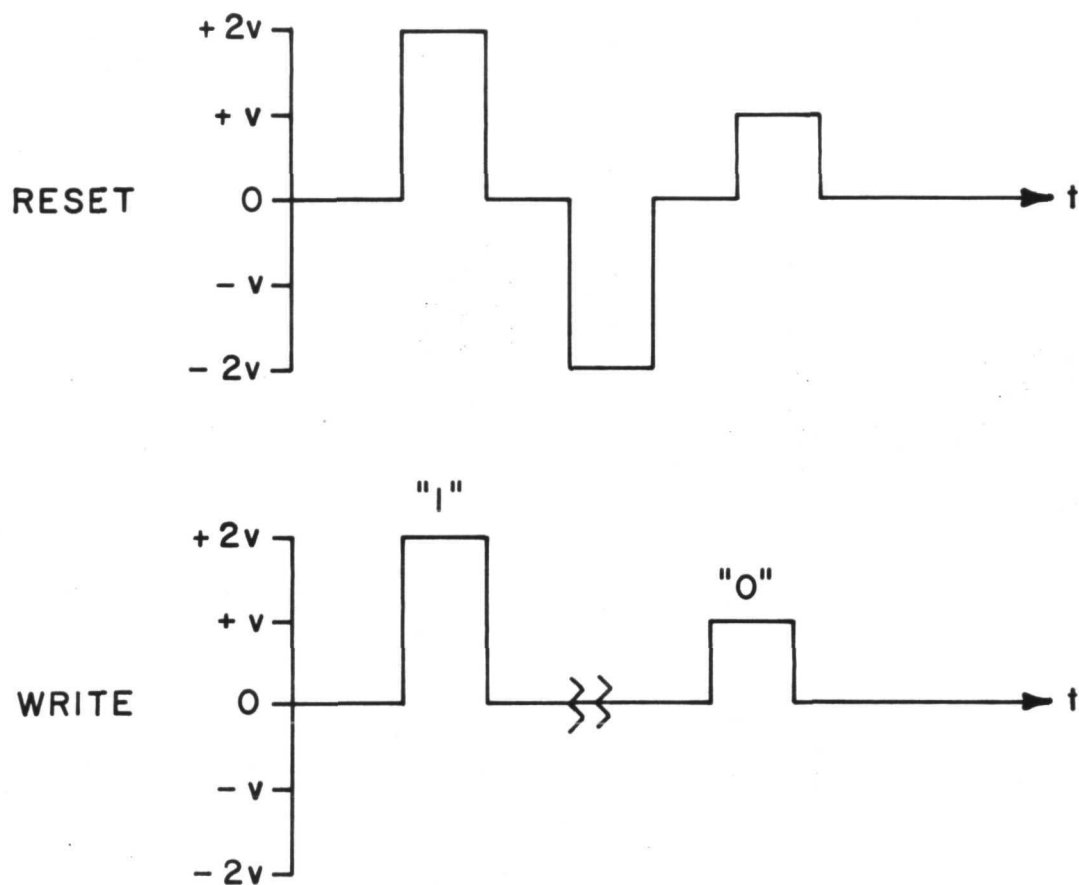 + 2v
+ v
RESET 0 t
- v
- 2v
"1"
+ 2v
"0"
+ v
WRITE 0 t
- v
- 2v